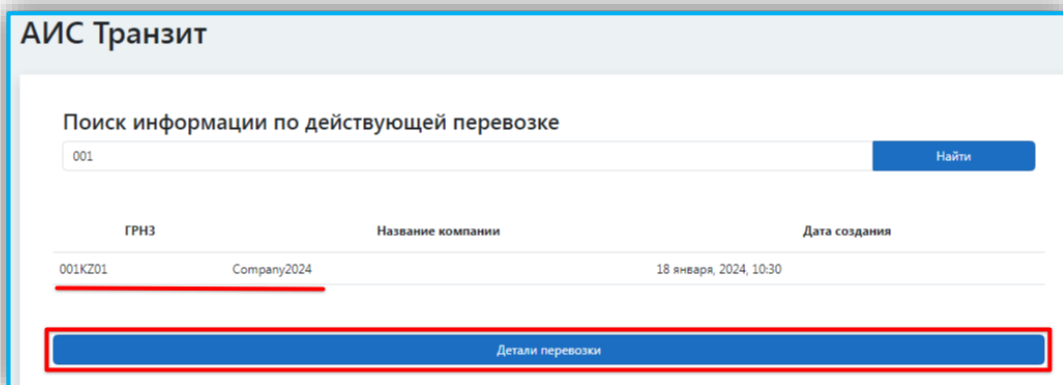 АИС Транзит
Поиск информации по действующей перевозке
001 Найти
ГРНЗ Название компании Дата создания
001KZ01 Company2024 18 января, 2024, 10:30
Детали перевозки